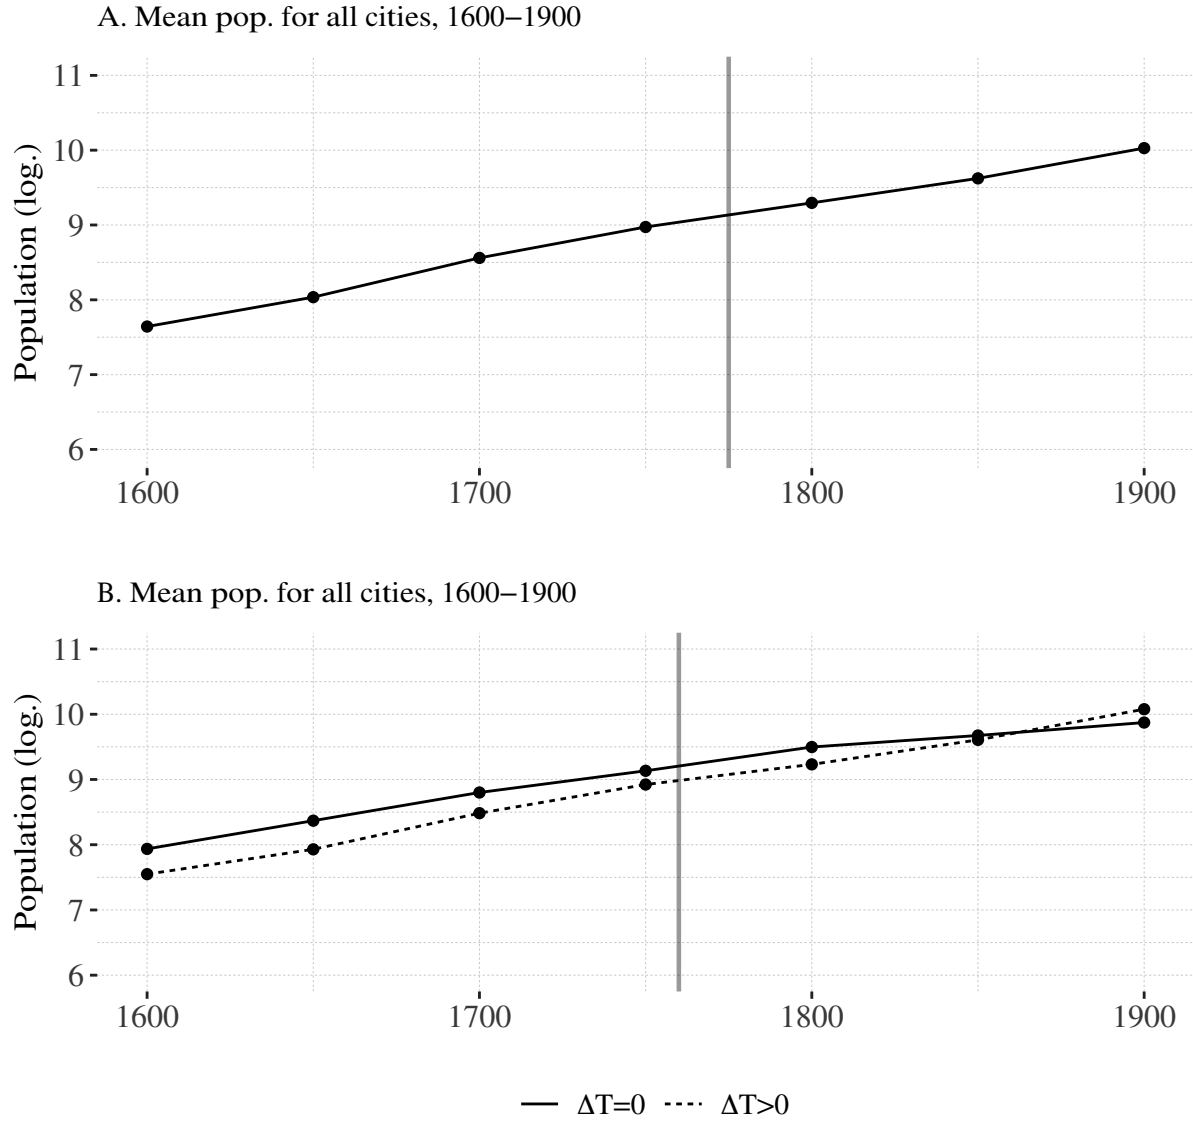 A. Mean pop. for all cities, 1600–1900
Population (log.)
11
10
9
8
7
6
1600 1700 1800 1900
B. Mean pop. for all cities, 1600–1900
Population (log.)
11
10
9
8
7
6
1600 1700 1800 1900
ΔT=0 ΔT>0